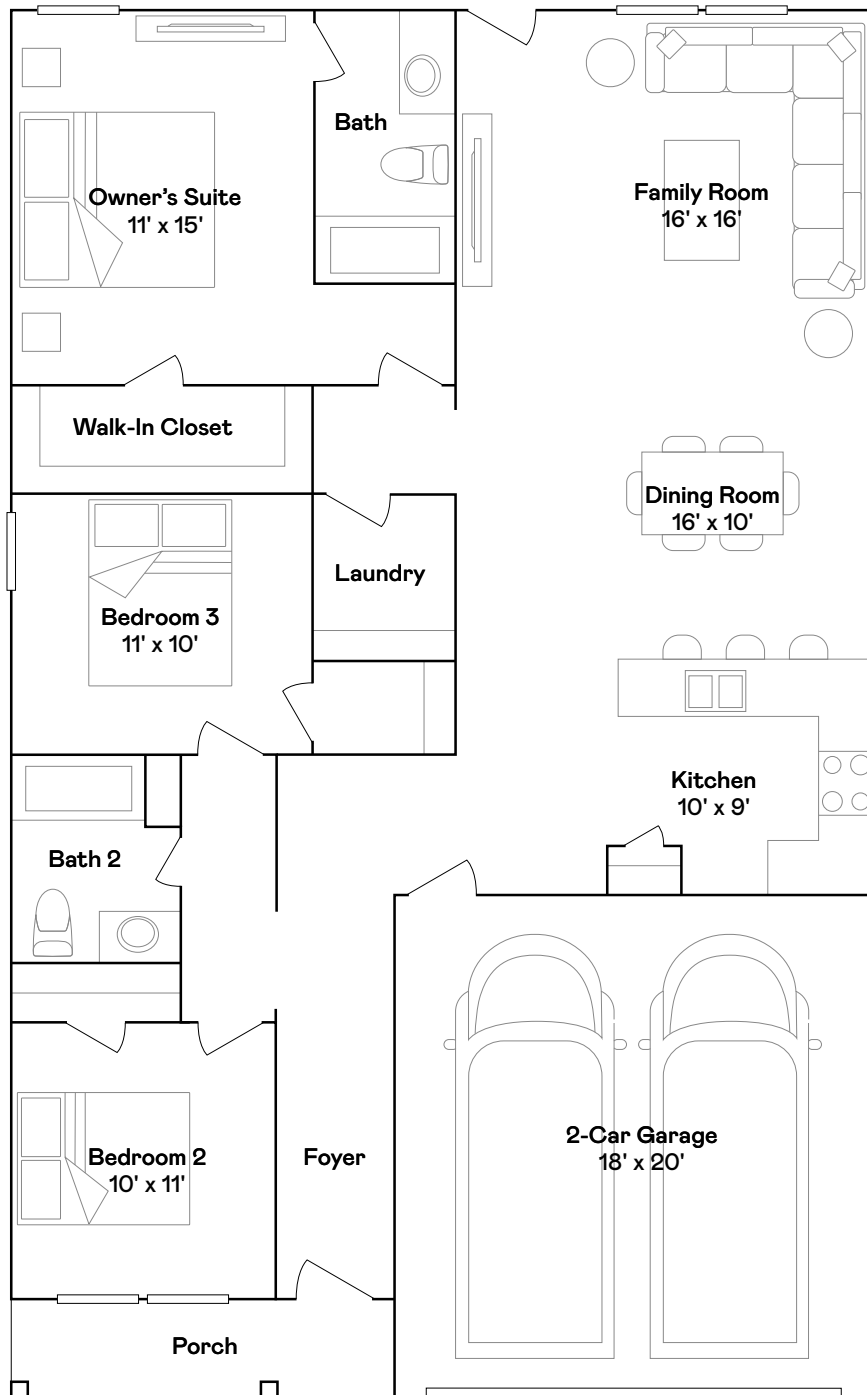 Bath
Owner's Suite
11' x 15'
Family Room
16' x 16'
Walk-In Closet
Dining Room
16' x 10'
Laundry
Bedroom 3
11' x 10'
Kitchen
10' x 9'
Bath 2
2-Car Garage
18' x 20'
Bedroom 2
10' x 11'
Foyer
Porch